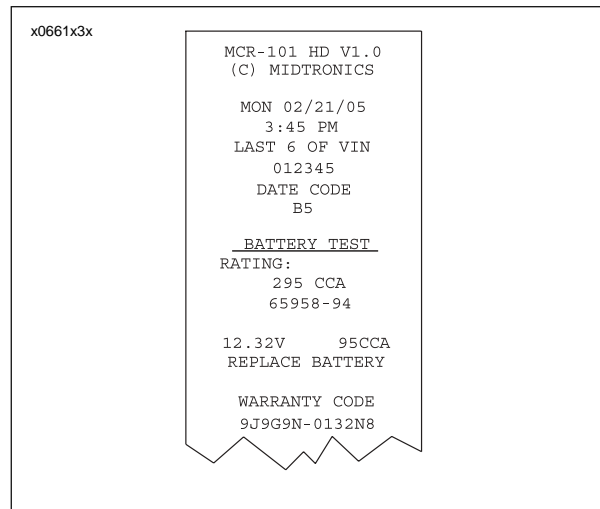 x0661x3x
MCR-101 HD V1.0
(C) MIDTRONICS
MON 02/21/05
3:45 PM
LAST 6 OF VIN
012345
DATE CODE
B5
BATTERY TEST
RATING:
295 CCA
65958-94
12.32V 95CCA
REPLACE BATTERY
WARRANTY CODE
9J9G9N-0132N8